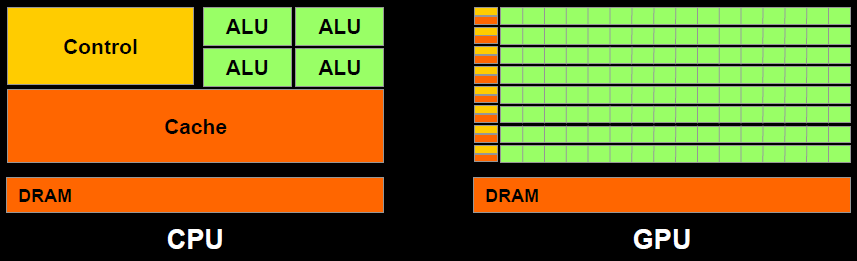 Control
ALU ALU
ALU ALU
Cache
DRAM
CPU
DRAM
GPU